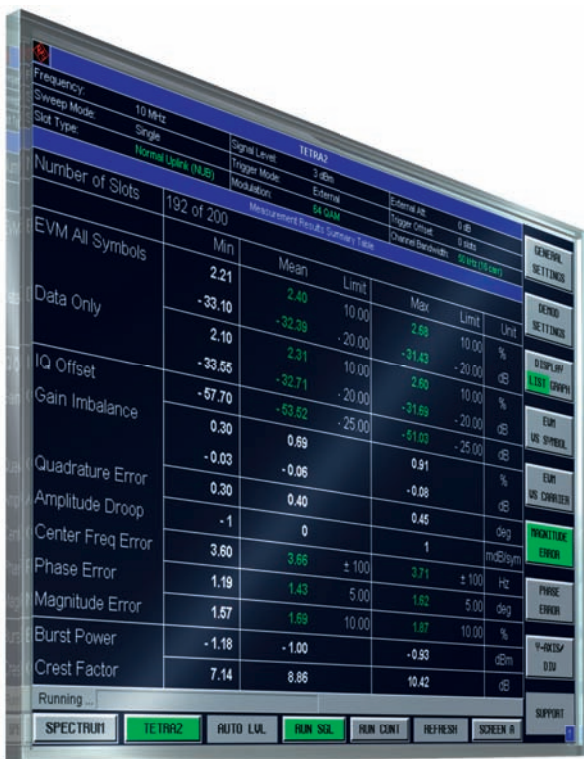 TETRA2
Frequency: 10 MHz Signal Level: 3 dBm External Att: 0 dB
Sweep Mode: Single Trigger Mode: External Trigger Offset: 0 slots
Slot Type: Normal Uplink (NUB) Modulation: 64 QAM Channel Bandwidth: 50 kHz (16 carr)
Measurement Results Summary Table
Number of Slots 192 of 200
Min Mean Limit Max Limit Unit
EVM All Symbols 2.21 2.40 10.00 2.68 10.00 %
- 33.10 - 32.39 - 20.00 - 31.43 - 20.00 dB
Data Only 2.10 2.31 10.00 2.60 10.00 %
- 33.55 - 32.71 - 20.00 - 31.69 - 20.00 dB
IQ Offset - 57.70 - 53.52 - 25.00 - 51.03 - 25.00 dB
Gain Imbalance 0.30 0.69 0.91 %
- 0.03 - 0.06 - 0.08 dB
Quadrature Error 0.30 0.40 0.45 deg
Amplitude Droop - 1 0 1 mdB/sym
Center Freq Error 3.60 3.66 ± 100 3.71 ± 100 Hz
Phase Error 1.19 1.43 5.00 1.62 5.00 deg
Magnitude Error 1.57 1.69 10.00 1.87 10.00 %
Burst Power - 1.18 - 1.00 - 0.93 dBm
Crest Factor 7.14 8.86 10.42 dB
Running ...
SPECTRUM TETRA2 AUTO LVL RUN SGL RUN CONT REFRESH SCREEN A
GENERAL
SETTINGS
DEMOD
SETTINGS
DISPLAY
LIST GRAPH
EVM
VS SYMBOL
EVM
VS CARRIER
MAGNITUDE
ERROR
PHASE
ERROR
Y-AXIS/
DIV
SUPPORT